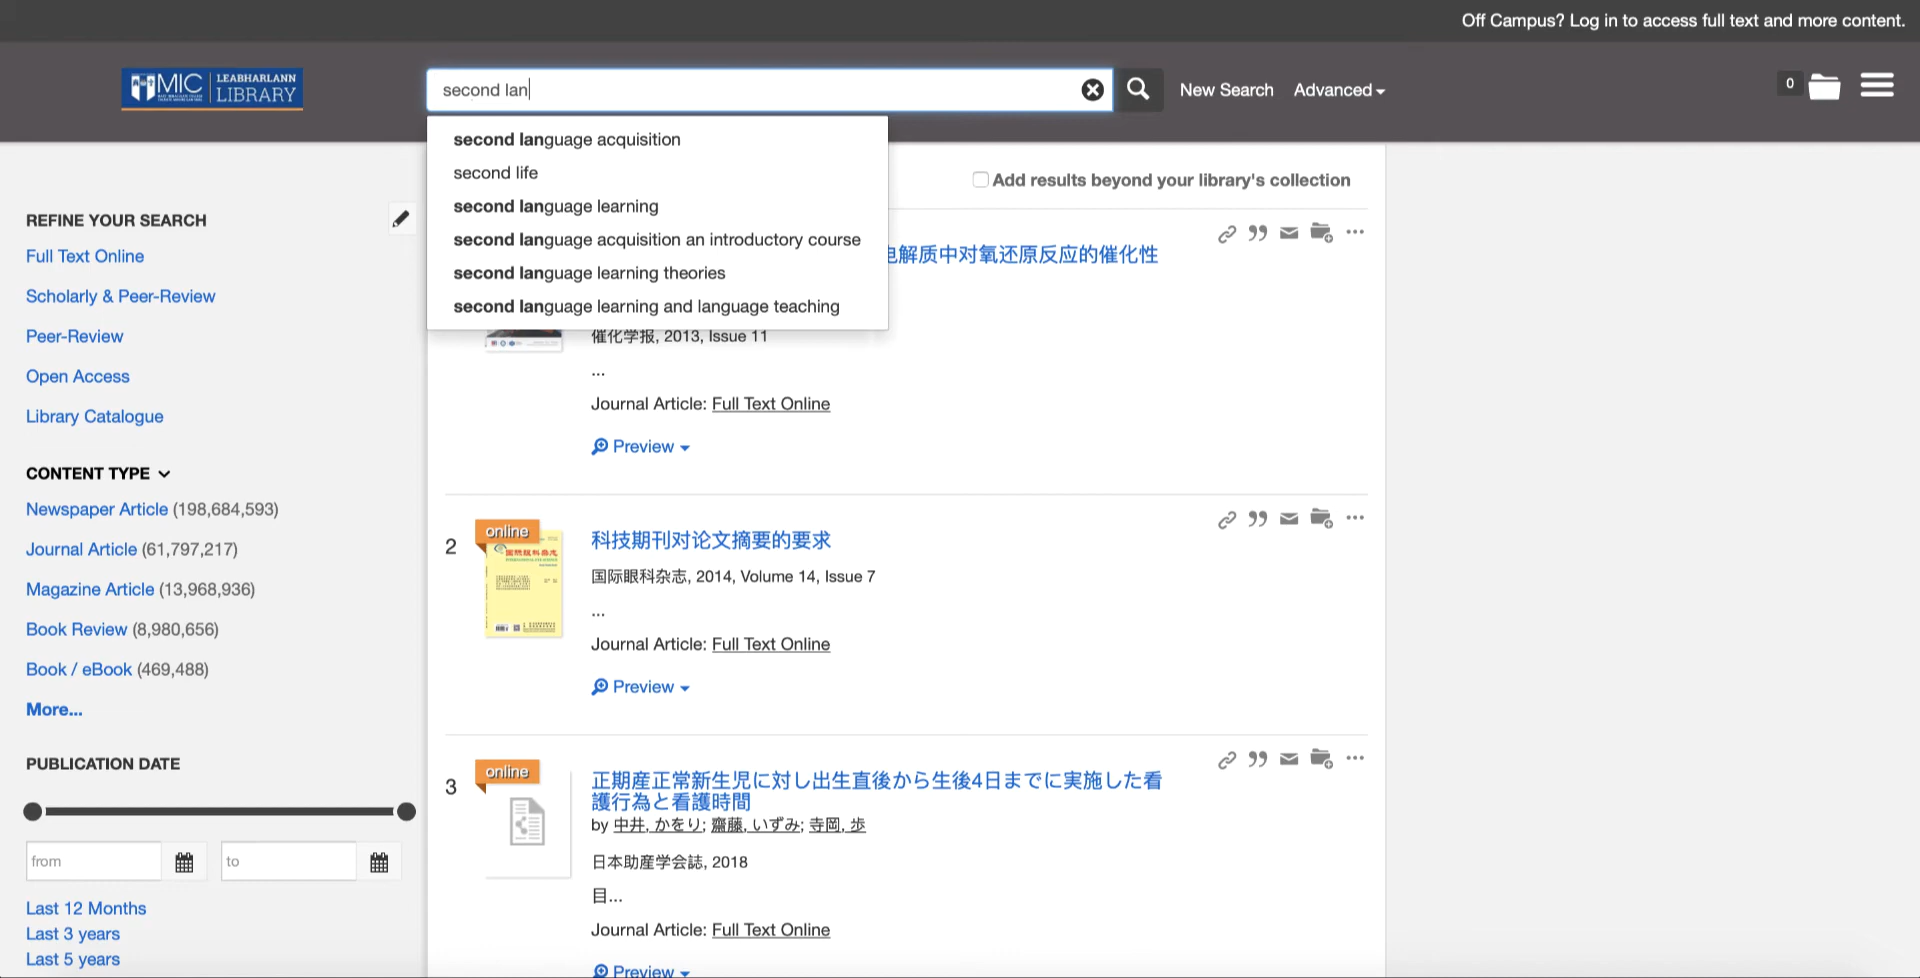 Off Campus? Log in to access full text and more content.
MIC
LEABHARLANN
LIBRARY
second lan
New Search
Advanced
0
second language acquisition
second life
second language learning
second language acquisition an introductory course
second language learning theories
second language learning and language teaching
Add results beyond your library's collection
REFINE YOUR SEARCH
Full Text Online
Scholarly & Peer-Review
Peer-Review
Open Access
Library Catalogue
CONTENT TYPE
Newspaper Article (198,684,593)
Journal Article (61,797,217)
Magazine Article (13,968,936)
Book Review (8,980,656)
Book / eBook (469,488)
More...
PUBLICATION DATE
from
to
Last 12 Months
Last 3 years
Last 5 years
解质中对氧还原反应的催化性
催化学报, 2013, Issue 11
...
Journal Article: Full Text Online
Preview
2
online
科技期刊对论文摘要的要求
国际眼科杂志, 2014, Volume 14, Issue 7
...
Journal Article: Full Text Online
Preview
3
online
正期産正常新生児に対し出生直後から生後4日までに実施した看
護行為と看護時間
by 中井, かをり; 齋藤, いずみ; 寺岡, 歩
日本助産学会誌, 2018
目...
Journal Article: Full Text Online
Preview